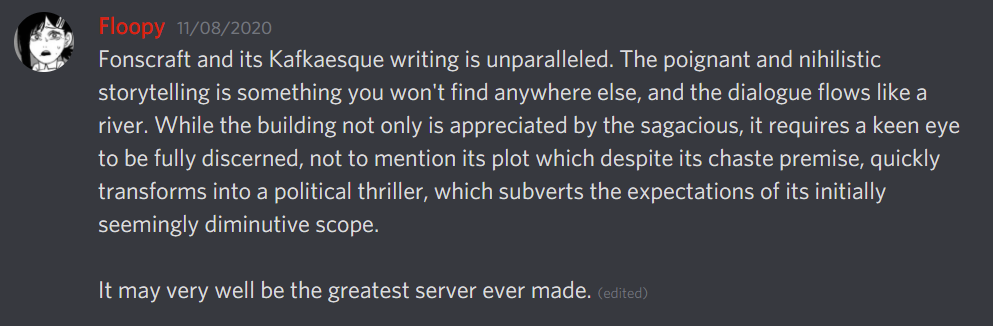 Floopy 11/08/2020
Fonscraft and its Kafkaesque writing is unparalleled. The poignant and nihilistic
storytelling is something you won't find anywhere else, and the dialogue flows like a
river. While the building not only is appreciated by the sagacious, it requires a keen eye
to be fully discerned, not to mention its plot which despite its chaste premise, quickly
transforms into a political thriller, which subverts the expectations of its initially
seemingly diminutive scope.
It may very well be the greatest server ever made. (edited)